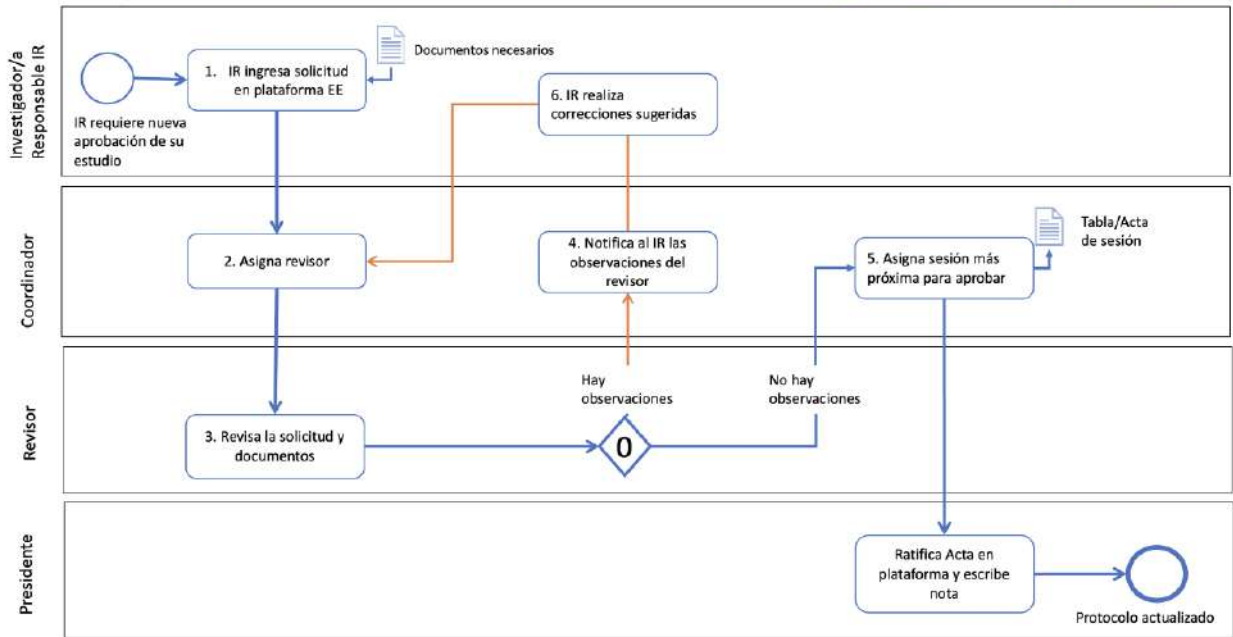 Investigador/a
Responsable IR
IR requiere nueva
aprobación de su
estudio
1. IR ingresa solicitud
en plataforma EE
Documentos necesarios
6. IR realiza
correcciones sugeridas
Coordinador
2. Asigna revisor
4. Notifica al IR las
observaciones del
revisor
5. Asigna sesión más
próxima para aprobar
Tabla/Acta
de sesión
Revisor
3. Revisa la solicitud y
documentos
Hay
observaciones
0
No hay
observaciones
Presidente
Ratifica Acta en
plataforma y escribe
nota
Protocolo actualizado